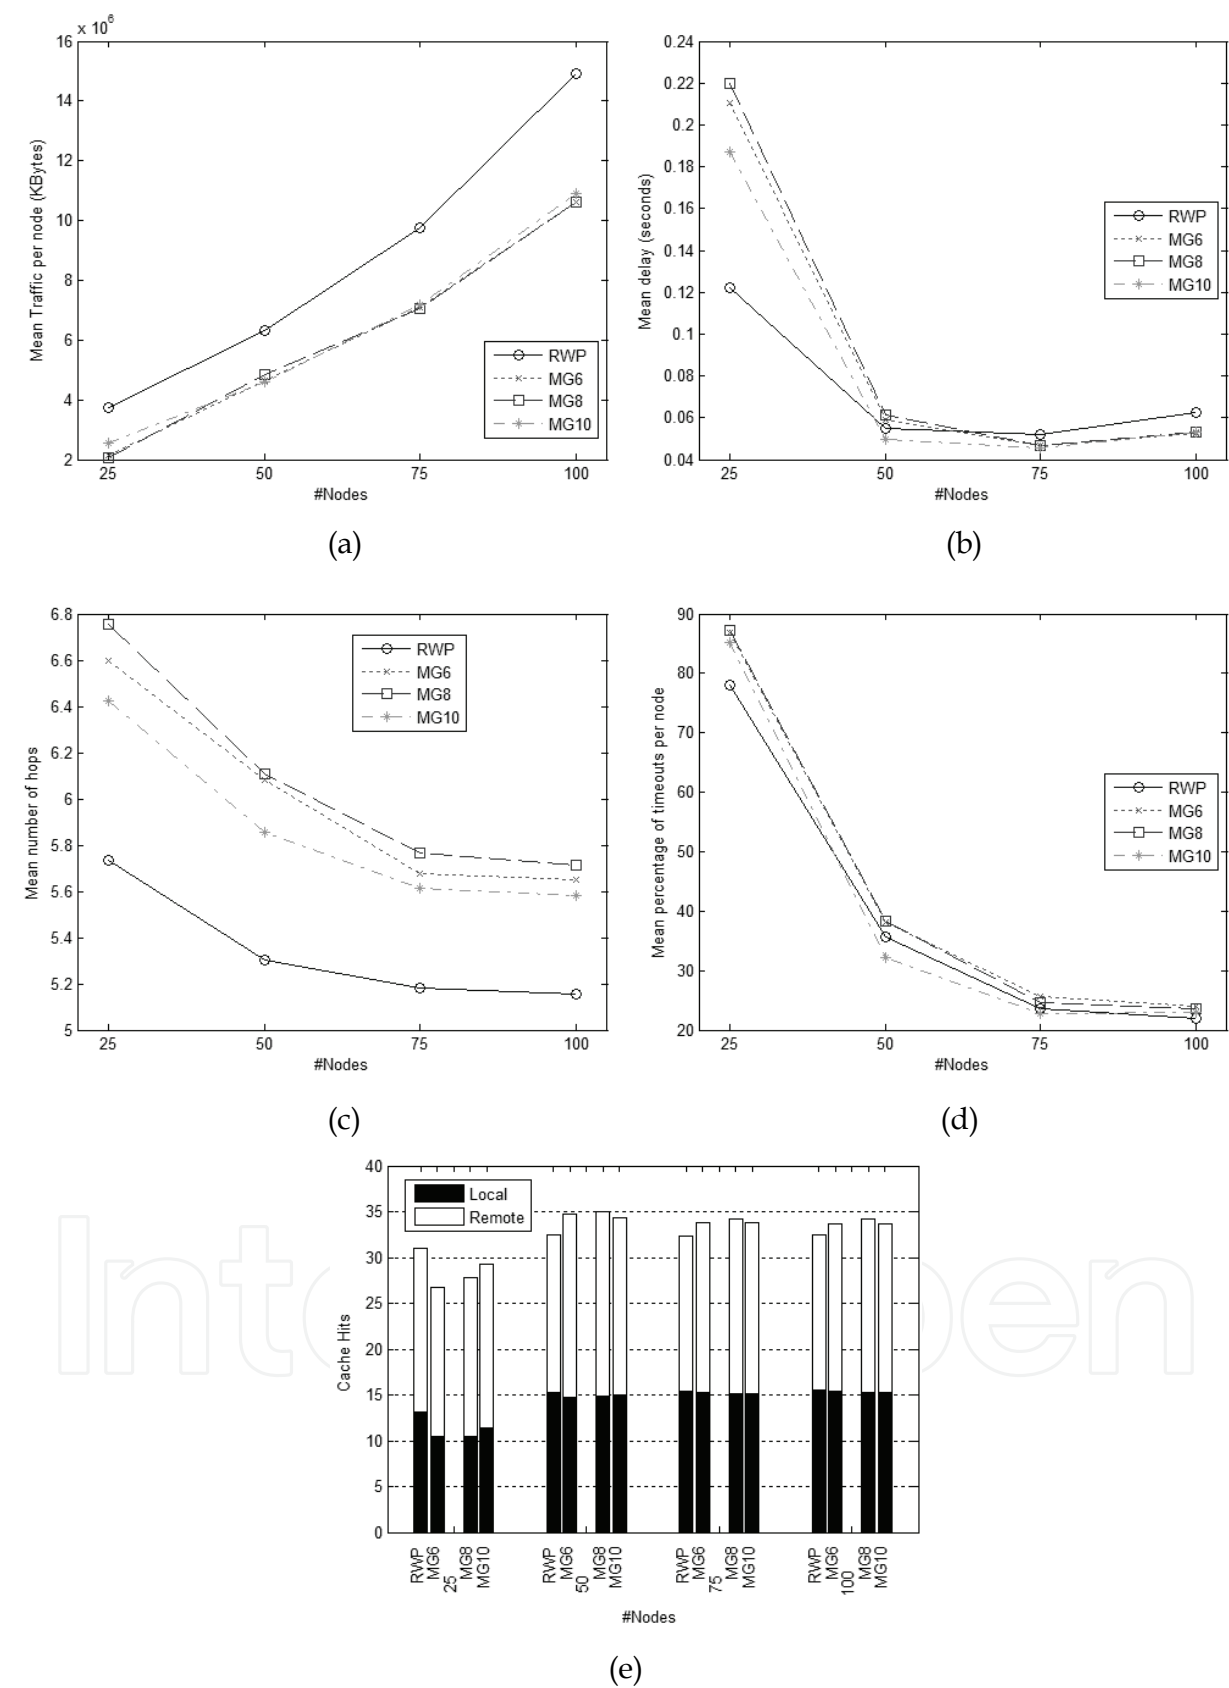 x 10^6
16
14
12
10
8
6
4
2
Mean Traffic per node (KBytes)
RWP
MG6
MG8
MG10
25 50 75 100
#Nodes
(a)
0.24
0.22
0.2
0.18
0.16
0.14
0.12
0.1
0.08
0.06
0.04
Mean delay (seconds)
RWP
MG6
MG8
MG10
25 50 75 100
#Nodes
(b)
6.8
6.6
6.4
6.2
6
5.8
5.6
5.4
5.2
5
Mean number of hops
RWP
MG6
MG8
MG10
25 50 75 100
#Nodes
(c)
90
80
70
60
50
40
30
20
Mean percentage of timeouts per node
RWP
MG6
MG8
MG10
25 50 75 100
#Nodes
(d)
40
35
30
25
20
15
10
5
0
Cache Hits
Local
Remote
RWP MG6 25 MG8 MG10 RWP MG6 50 MG8 MG10 RWP MG6 75 MG8 MG10 RWP MG6 100 MG8 MG10
#Nodes
(e)